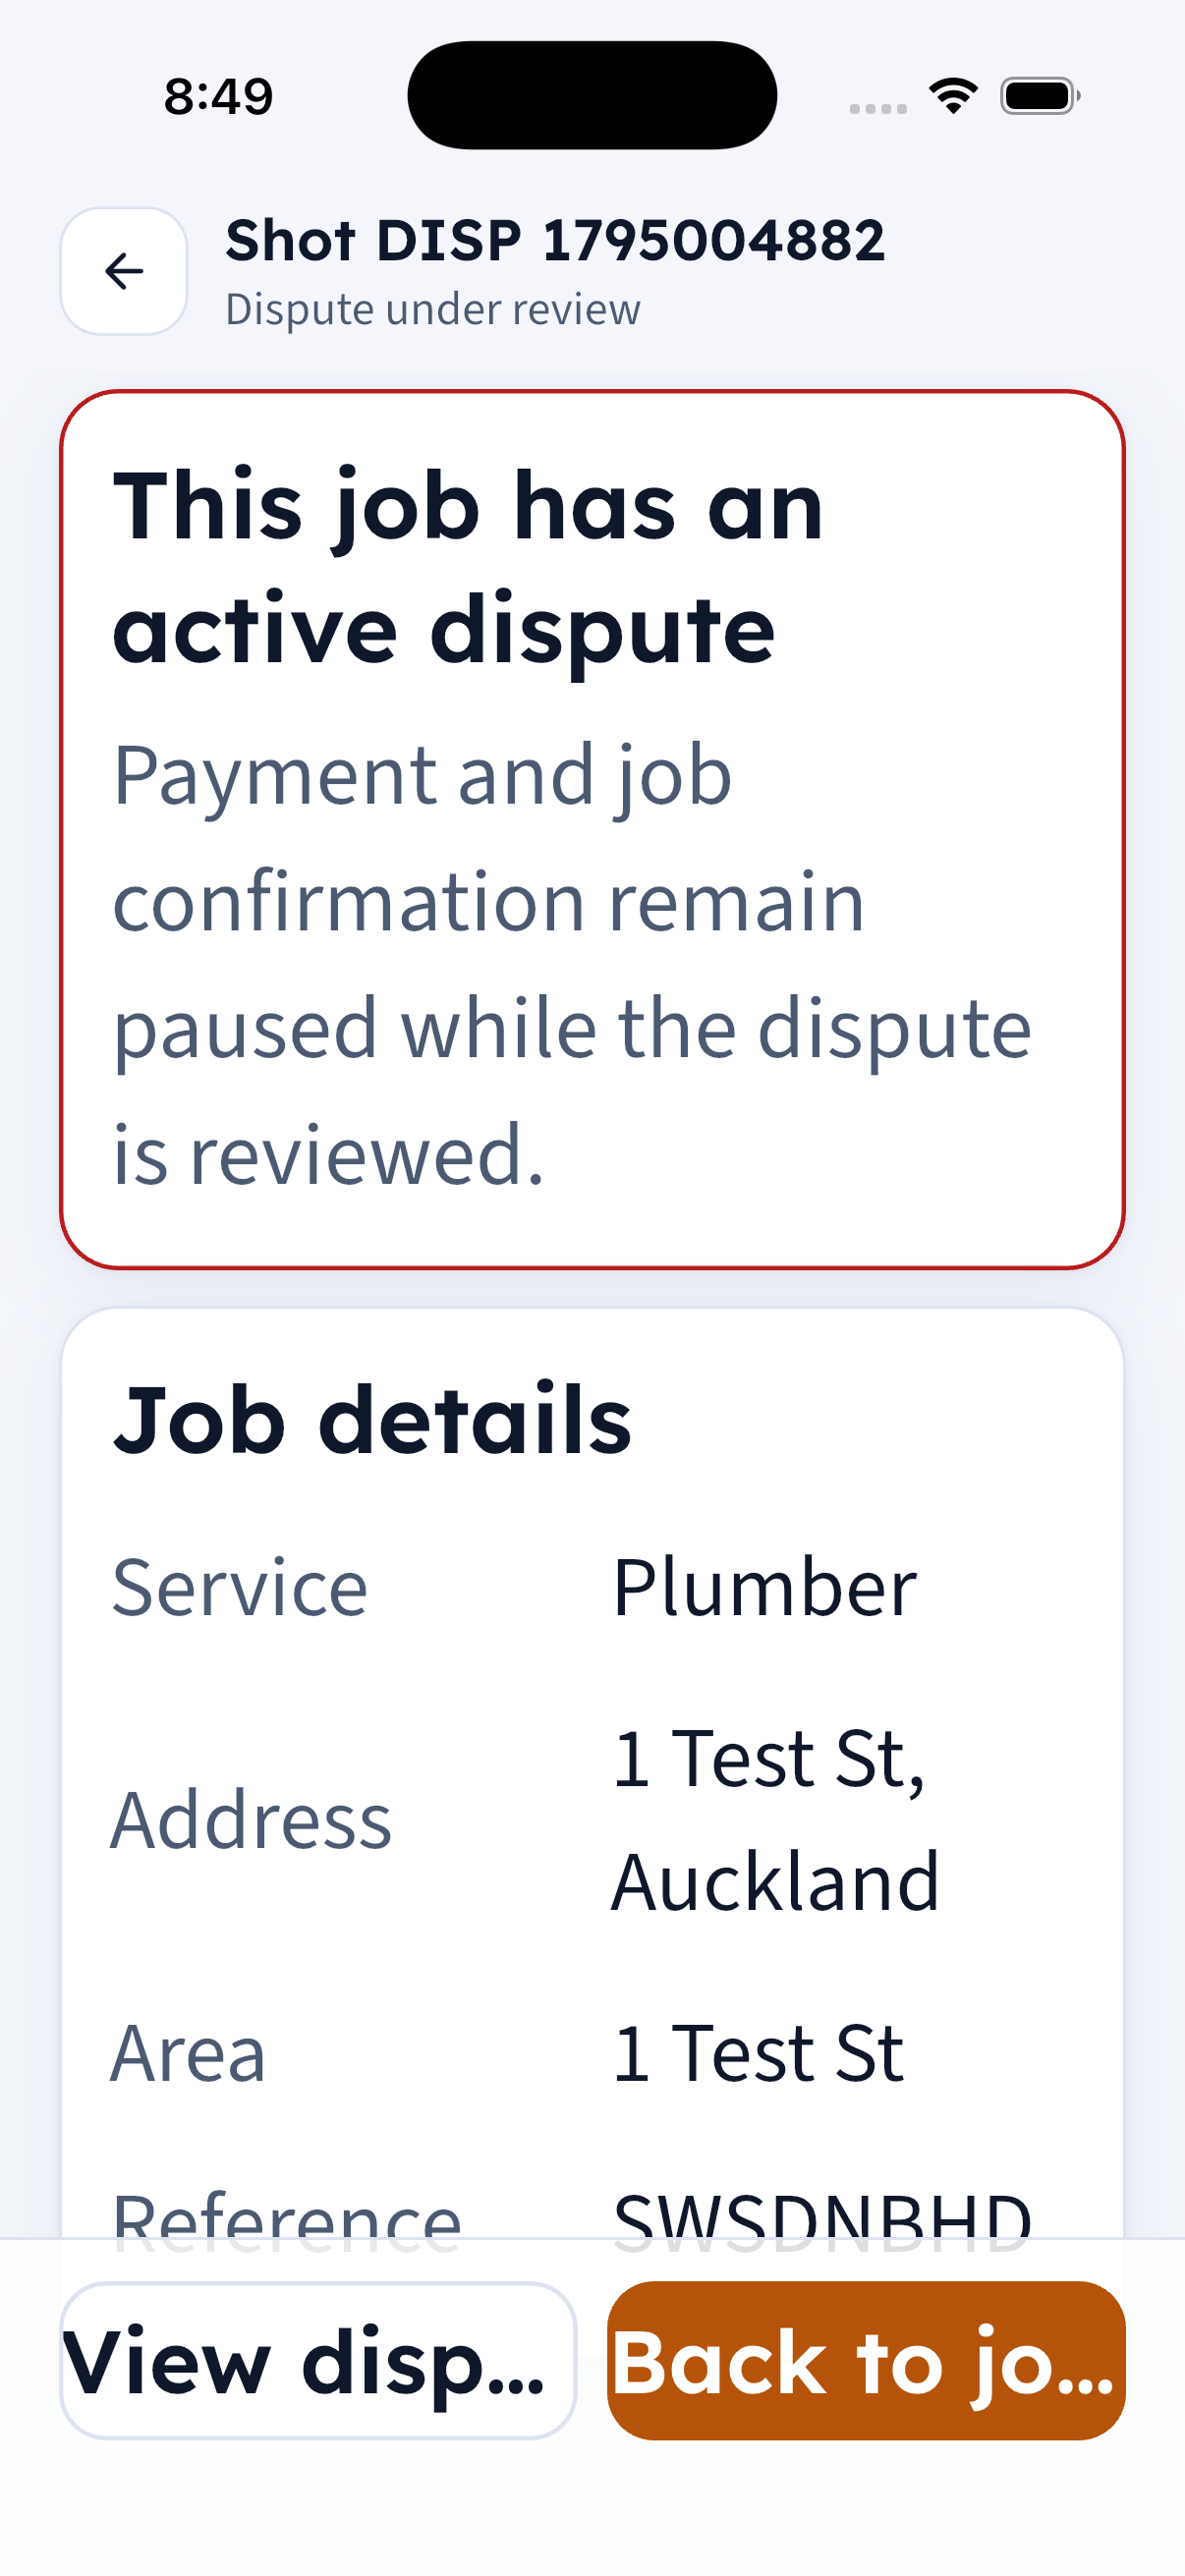 8:49
Shot DISP 1795004882
Dispute under review
This job has an
active dispute
Payment and job
confirmation remain
paused while the dispute
is reviewed.
Job details
Service Plumber
Address 1 Test St,
Auckland
Area 1 Test St
Reference SWSDNBHD
View disp... Back to jo...